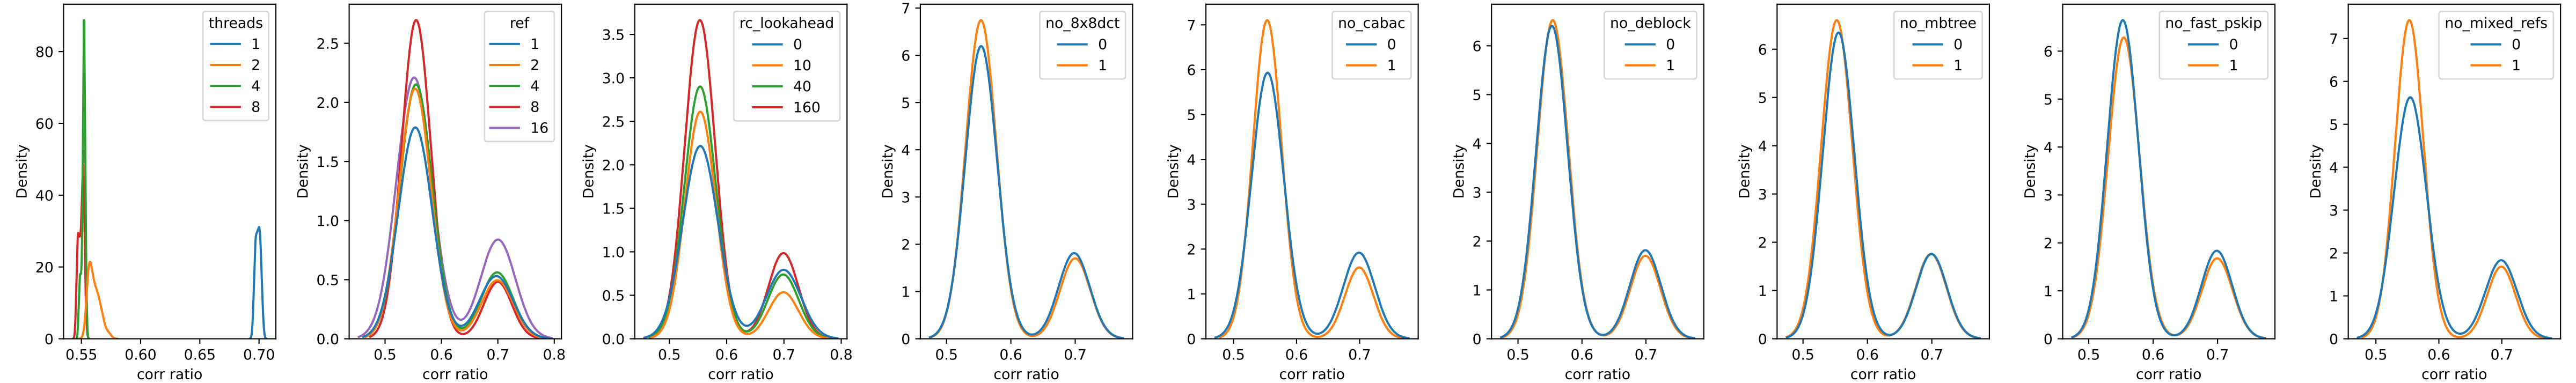 threads
1
2
4
8
80
60
40
20
0
Density
0.55 0.60 0.65 0.70
corr ratio
ref
1
2
4
8
16
2.5
2.0
1.5
1.0
0.5
0.0
Density
0.5 0.6 0.7 0.8
corr ratio
rc_lookahead
0
10
40
160
3.5
3.0
2.5
2.0
1.5
1.0
0.5
0.0
Density
0.5 0.6 0.7 0.8
corr ratio
no_8x8dct
0
1
7
6
5
4
3
2
1
0
Density
0.5 0.6 0.7
corr ratio
no_cabac
0
1
7
6
5
4
3
2
1
0
Density
0.5 0.6 0.7
corr ratio
no_deblock
0
1
6
5
4
3
2
1
0
Density
0.5 0.6 0.7
corr ratio
no_mbtree
0
1
6
5
4
3
2
1
0
Density
0.5 0.6 0.7
corr ratio
no_fast_pskip
0
1
6
5
4
3
2
1
0
Density
0.5 0.6 0.7
corr ratio
no_mixed_refs
0
1
7
6
5
4
3
2
1
0
Density
0.5 0.6 0.7
corr ratio